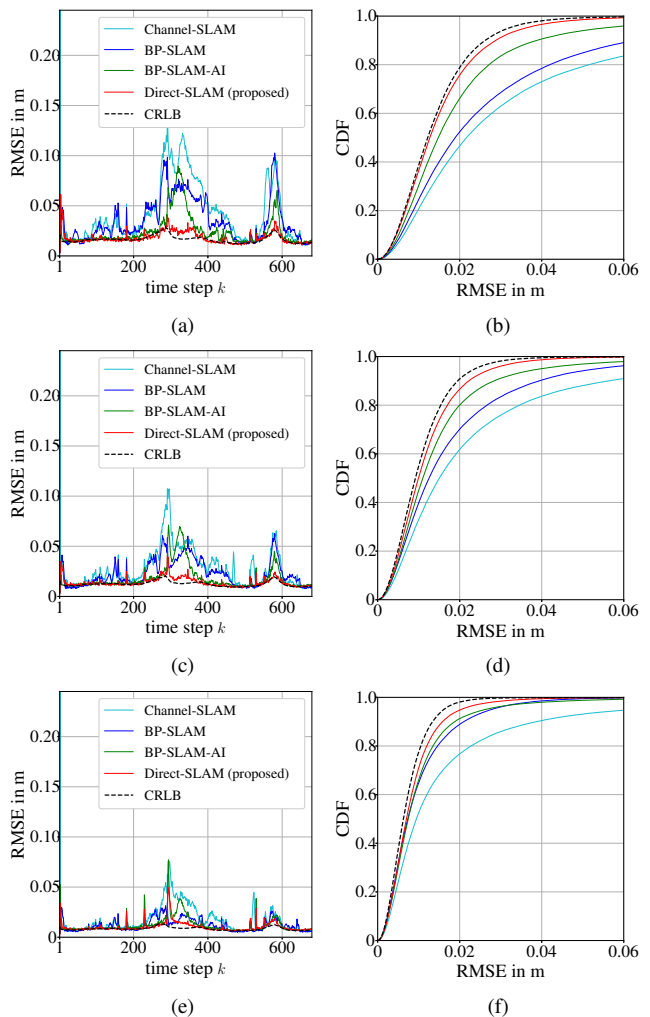 RMSE in m
0.20
0.15
0.10
0.05
0
Channel-SLAM
BP-SLAM
BP-SLAM-AI
Direct-SLAM (proposed)
CRLB
1
200
400
600
time step k
(a)
CDF
1.0
0.8
0.6
0.4
0.2
0
0
0.02
0.04
0.06
RMSE in m
(b)
RMSE in m
0.20
0.15
0.10
0.05
0
Channel-SLAM
BP-SLAM
BP-SLAM-AI
Direct-SLAM (proposed)
CRLB
1
200
400
600
time step k
(c)
CDF
1.0
0.8
0.6
0.4
0.2
0
0
0.02
0.04
0.06
RMSE in m
(d)
RMSE in m
0.20
0.15
0.10
0.05
0
Channel-SLAM
BP-SLAM
BP-SLAM-AI
Direct-SLAM (proposed)
CRLB
1
200
400
600
time step k
(e)
CDF
1.0
0.8
0.6
0.4
0.2
0
0
0.02
0.04
0.06
RMSE in m
(f)